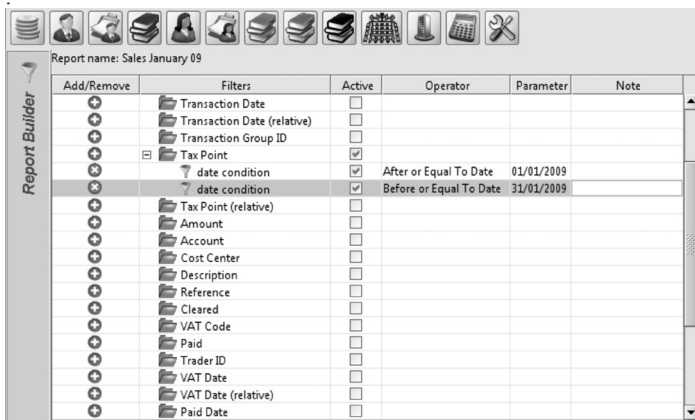 Report name: Sales January 09
Report Builder
Add/Remove Filters Active Operator Parameter Note
Transaction Date
Transaction Date (relative)
Transaction Group ID
Tax Point
date condition After or Equal To Date 01/01/2009
date condition Before or Equal To Date 31/01/2009
Tax Point (relative)
Amount
Account
Cost Center
Description
Reference
Cleared
VAT Code
Paid
Trader ID
VAT Date
VAT Date (relative)
Paid Date